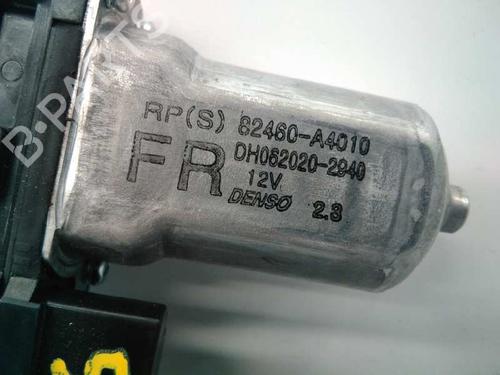 B-PARTS
RP(S) 82460-A4010
FR DH062020-2940
12V
DENSO 2.3